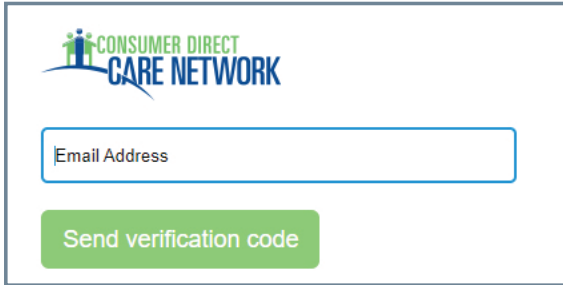 CONSUMER DIRECT
CARE NETWORK
Email Address
Send verification code